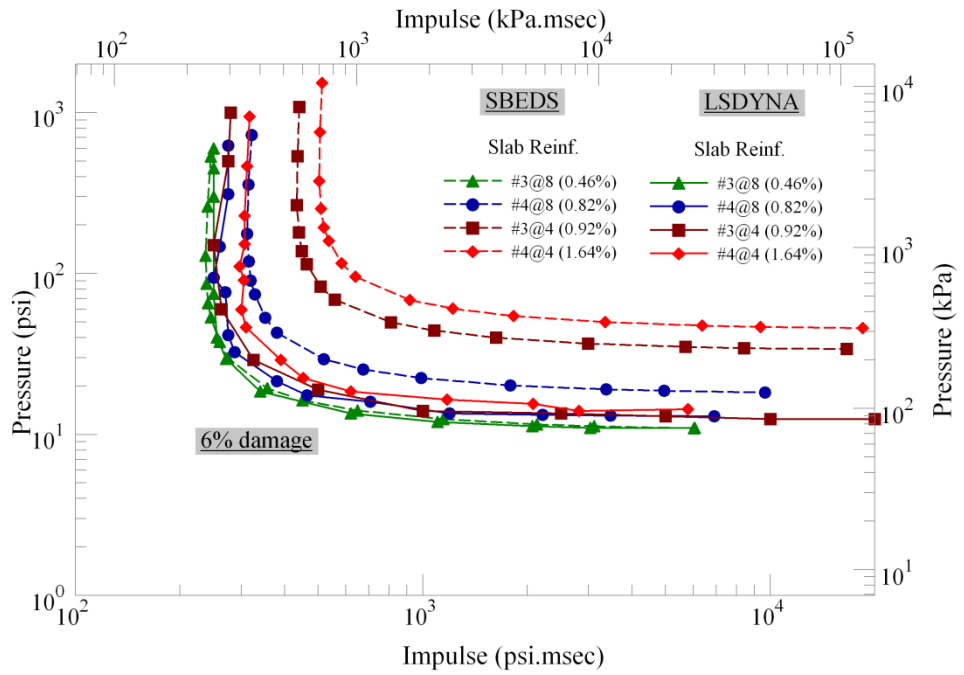 Impulse (kPa.msec)
10^2 10^3 10^4 10^5
SBEDS LSDYNA
Slab Reinf. Slab Reinf.
#3@8 (0.46%) #3@8 (0.46%)
#4@8 (0.82%) #4@8 (0.82%)
#3@4 (0.92%) #3@4 (0.92%)
#4@4 (1.64%) #4@4 (1.64%)
10^3
10^2
10^1
10^0
Pressure (psi)
10^4
10^3
10^2
10^1
Pressure (kPa)
6% damage
10^2 10^3 10^4
Impulse (psi.msec)